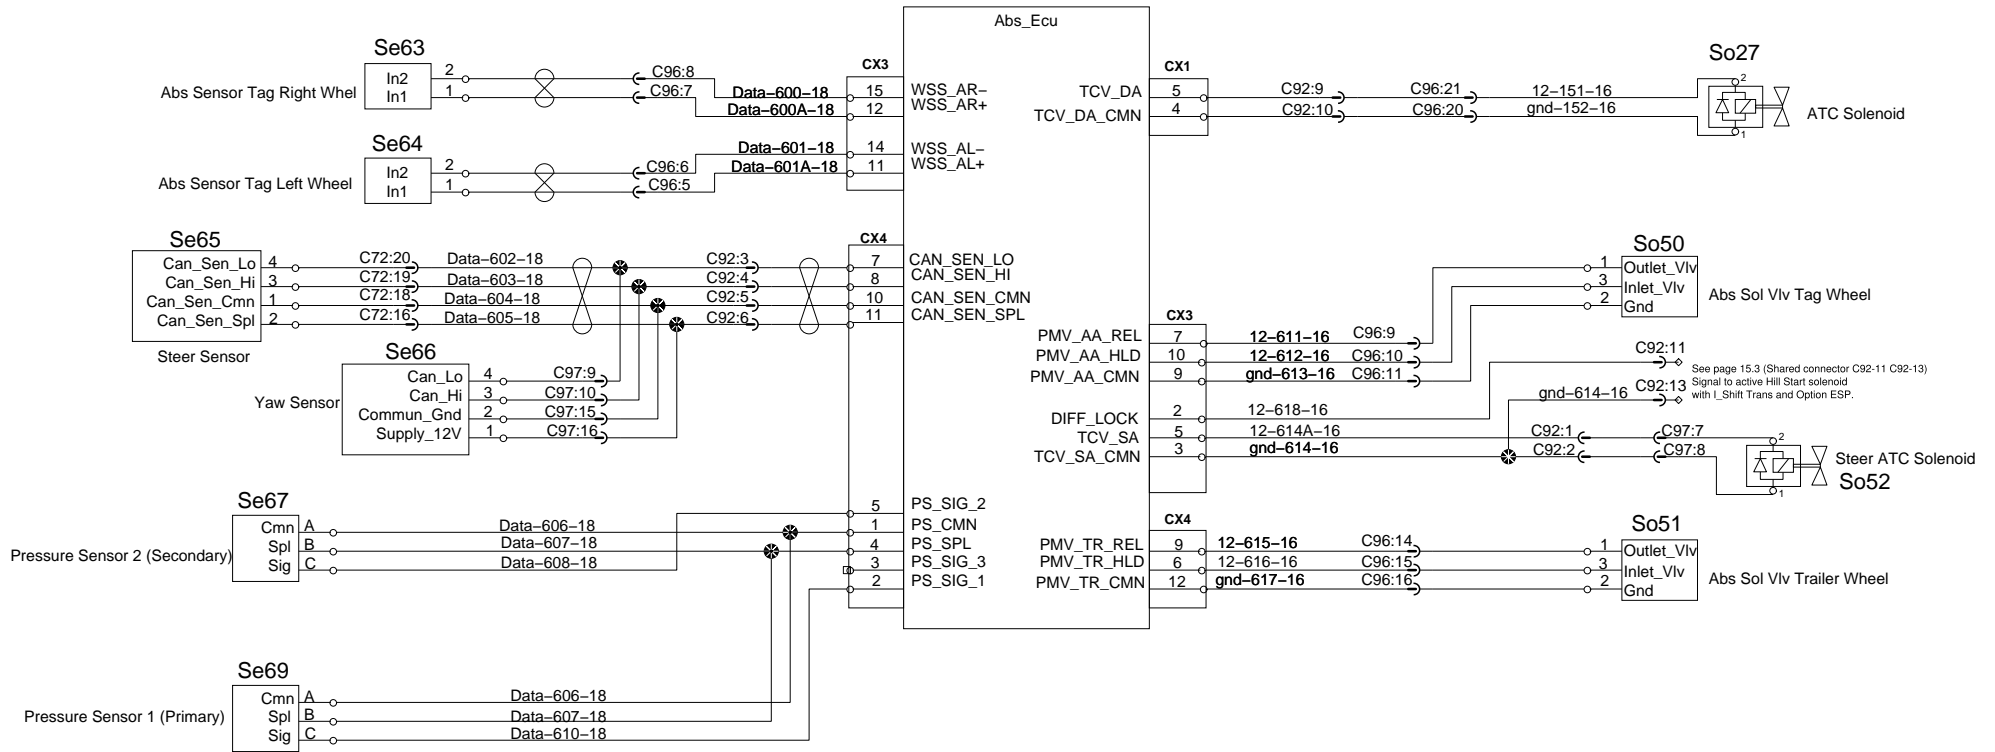 Abs_Ecu
Se63
Abs Sensor Tag Right Whel
In2
In1
2
1
C96:8
C96:7
Data-600-18
Data-600A-18
CX3
15
12
WSS_AR-
WSS_AR+
Se64
Abs Sensor Tag Left Wheel
In2
In1
2
1
C96:6
C96:5
Data-601-18
Data-601A-18
14
11
WSS_AL-
WSS_AL+
Se65
Can_Sen_Lo
Can_Sen_Hi
Can_Sen_Cmn
Can_Sen_Spl
4
3
1
2
Steer Sensor
C72:20
C72:19
C72:18
C72:16
Data-602-18
Data-603-18
Data-604-18
Data-605-18
C92:3
C92:4
C92:5
C92:6
CX4
7
8
10
11
CAN_SEN_LO
CAN_SEN_HI
CAN_SEN_CMN
CAN_SEN_SPL
Se66
Yaw Sensor
Can_Lo
Can_Hi
Commun_Gnd
Supply_12V
4
3
2
1
C97:9
C97:10
C97:15
C97:16
Se67
Pressure Sensor 2 (Secondary)
Cmn
Spl
Sig
A
B
C
Data-606-18
Data-607-18
Data-608-18
5
1
4
3
2
PS_SIG_2
PS_CMN
PS_SPL
PS_SIG_3
PS_SIG_1
Se69
Pressure Sensor 1 (Primary)
Cmn
Spl
Sig
A
B
C
Data-606-18
Data-607-18
Data-610-18
CX1
TCV_DA
TCV_DA_CMN
5
4
C92:9
C92:10
C96:21
C96:20
12-151-16
gnd-152-16
So27
2
1
ATC Solenoid
CX3
PMV_AA_REL
PMV_AA_HLD
PMV_AA_CMN
7
10
9
12-611-16
12-612-16
gnd-613-16
C96:9
C96:10
C96:11
So50
1
3
2
Outlet_Vlv
Inlet_Vlv
Gnd
Abs Sol Vlv Tag Wheel
DIFF_LOCK
TCV_SA
TCV_SA_CMN
2
5
3
12-618-16
12-614A-16
gnd-614-16
C92:11
gnd-614-16
C92:13
See page 15.3 (Shared connector C92-11 C92-13)
Signal to active Hill Start solenoid
with I_Shift Trans and Option ESP.
C92:1
C92:2
C97:7
C97:8
2
1
Steer ATC Solenoid
So52
CX4
PMV_TR_REL
PMV_TR_HLD
PMV_TR_CMN
9
6
12
12-615-16
12-616-16
gnd-617-16
C96:14
C96:15
C96:16
So51
1
3
2
Outlet_Vlv
Inlet_Vlv
Gnd
Abs Sol Vlv Trailer Wheel